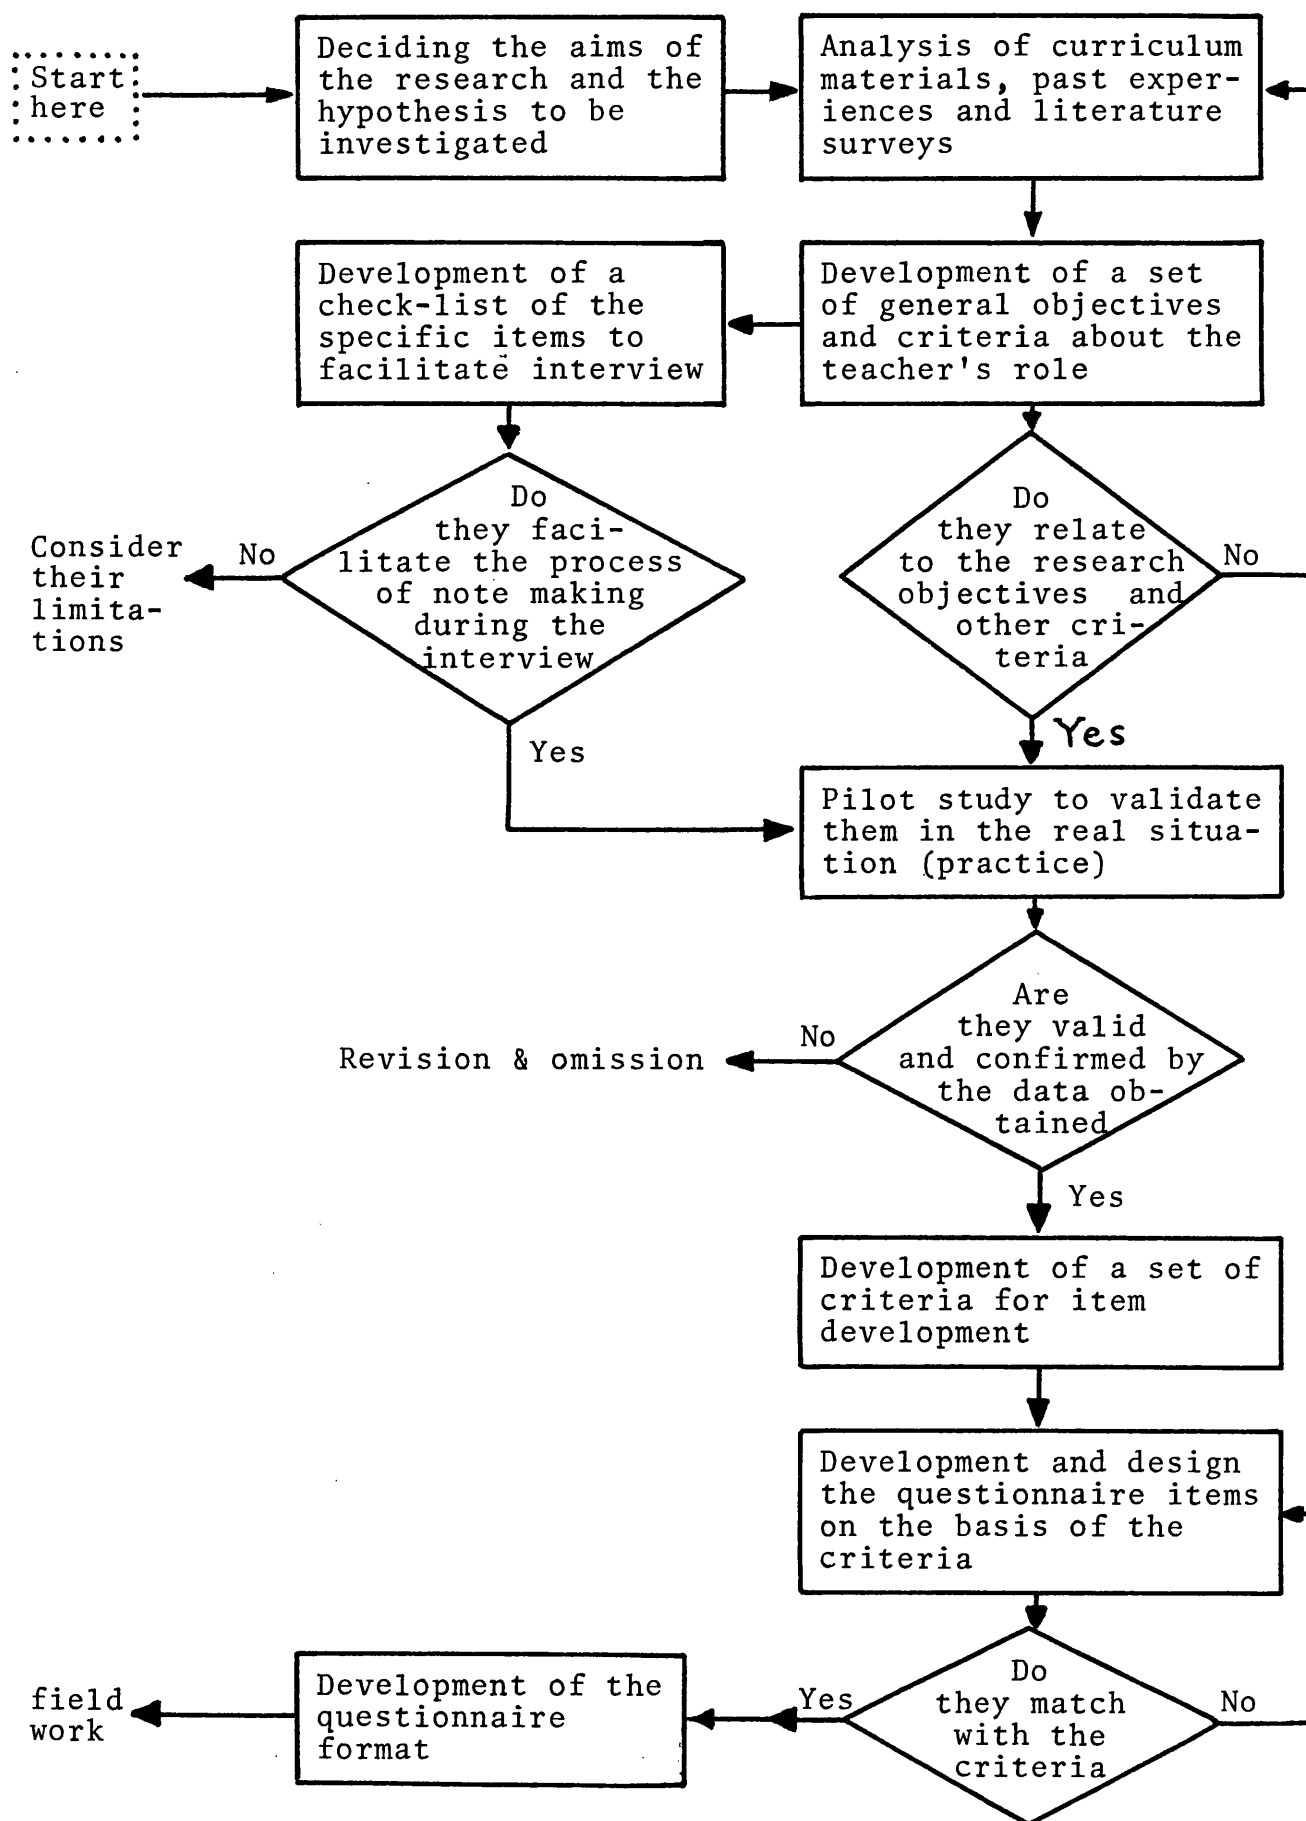 Start
here
Deciding the aims of
the research and the
hypothesis to be
investigated
Analysis of curriculum
materials, past exper-
iences and literature
surveys
Development of a
check-list of the
specific items to
facilitate interview
Development of a set
of general objectives
and criteria about the
teacher's role
Do
they faci-
litate the process
of note making
during the
interview
No
Consider
their
limita-
tions
Yes
Do
they relate
to the research
objectives and
other cri-
teria
No
Yes
Pilot study to validate
them in the real situa-
tion (practice)
Are
they valid
and confirmed by
the data ob-
tained
No
Revision & omission
Yes
Development of a set of
criteria for item
development
Development and design
the questionnaire items
on the basis of the
criteria
Do
they match
with the
criteria
No
Yes
Development of the
questionnaire
format
field
work